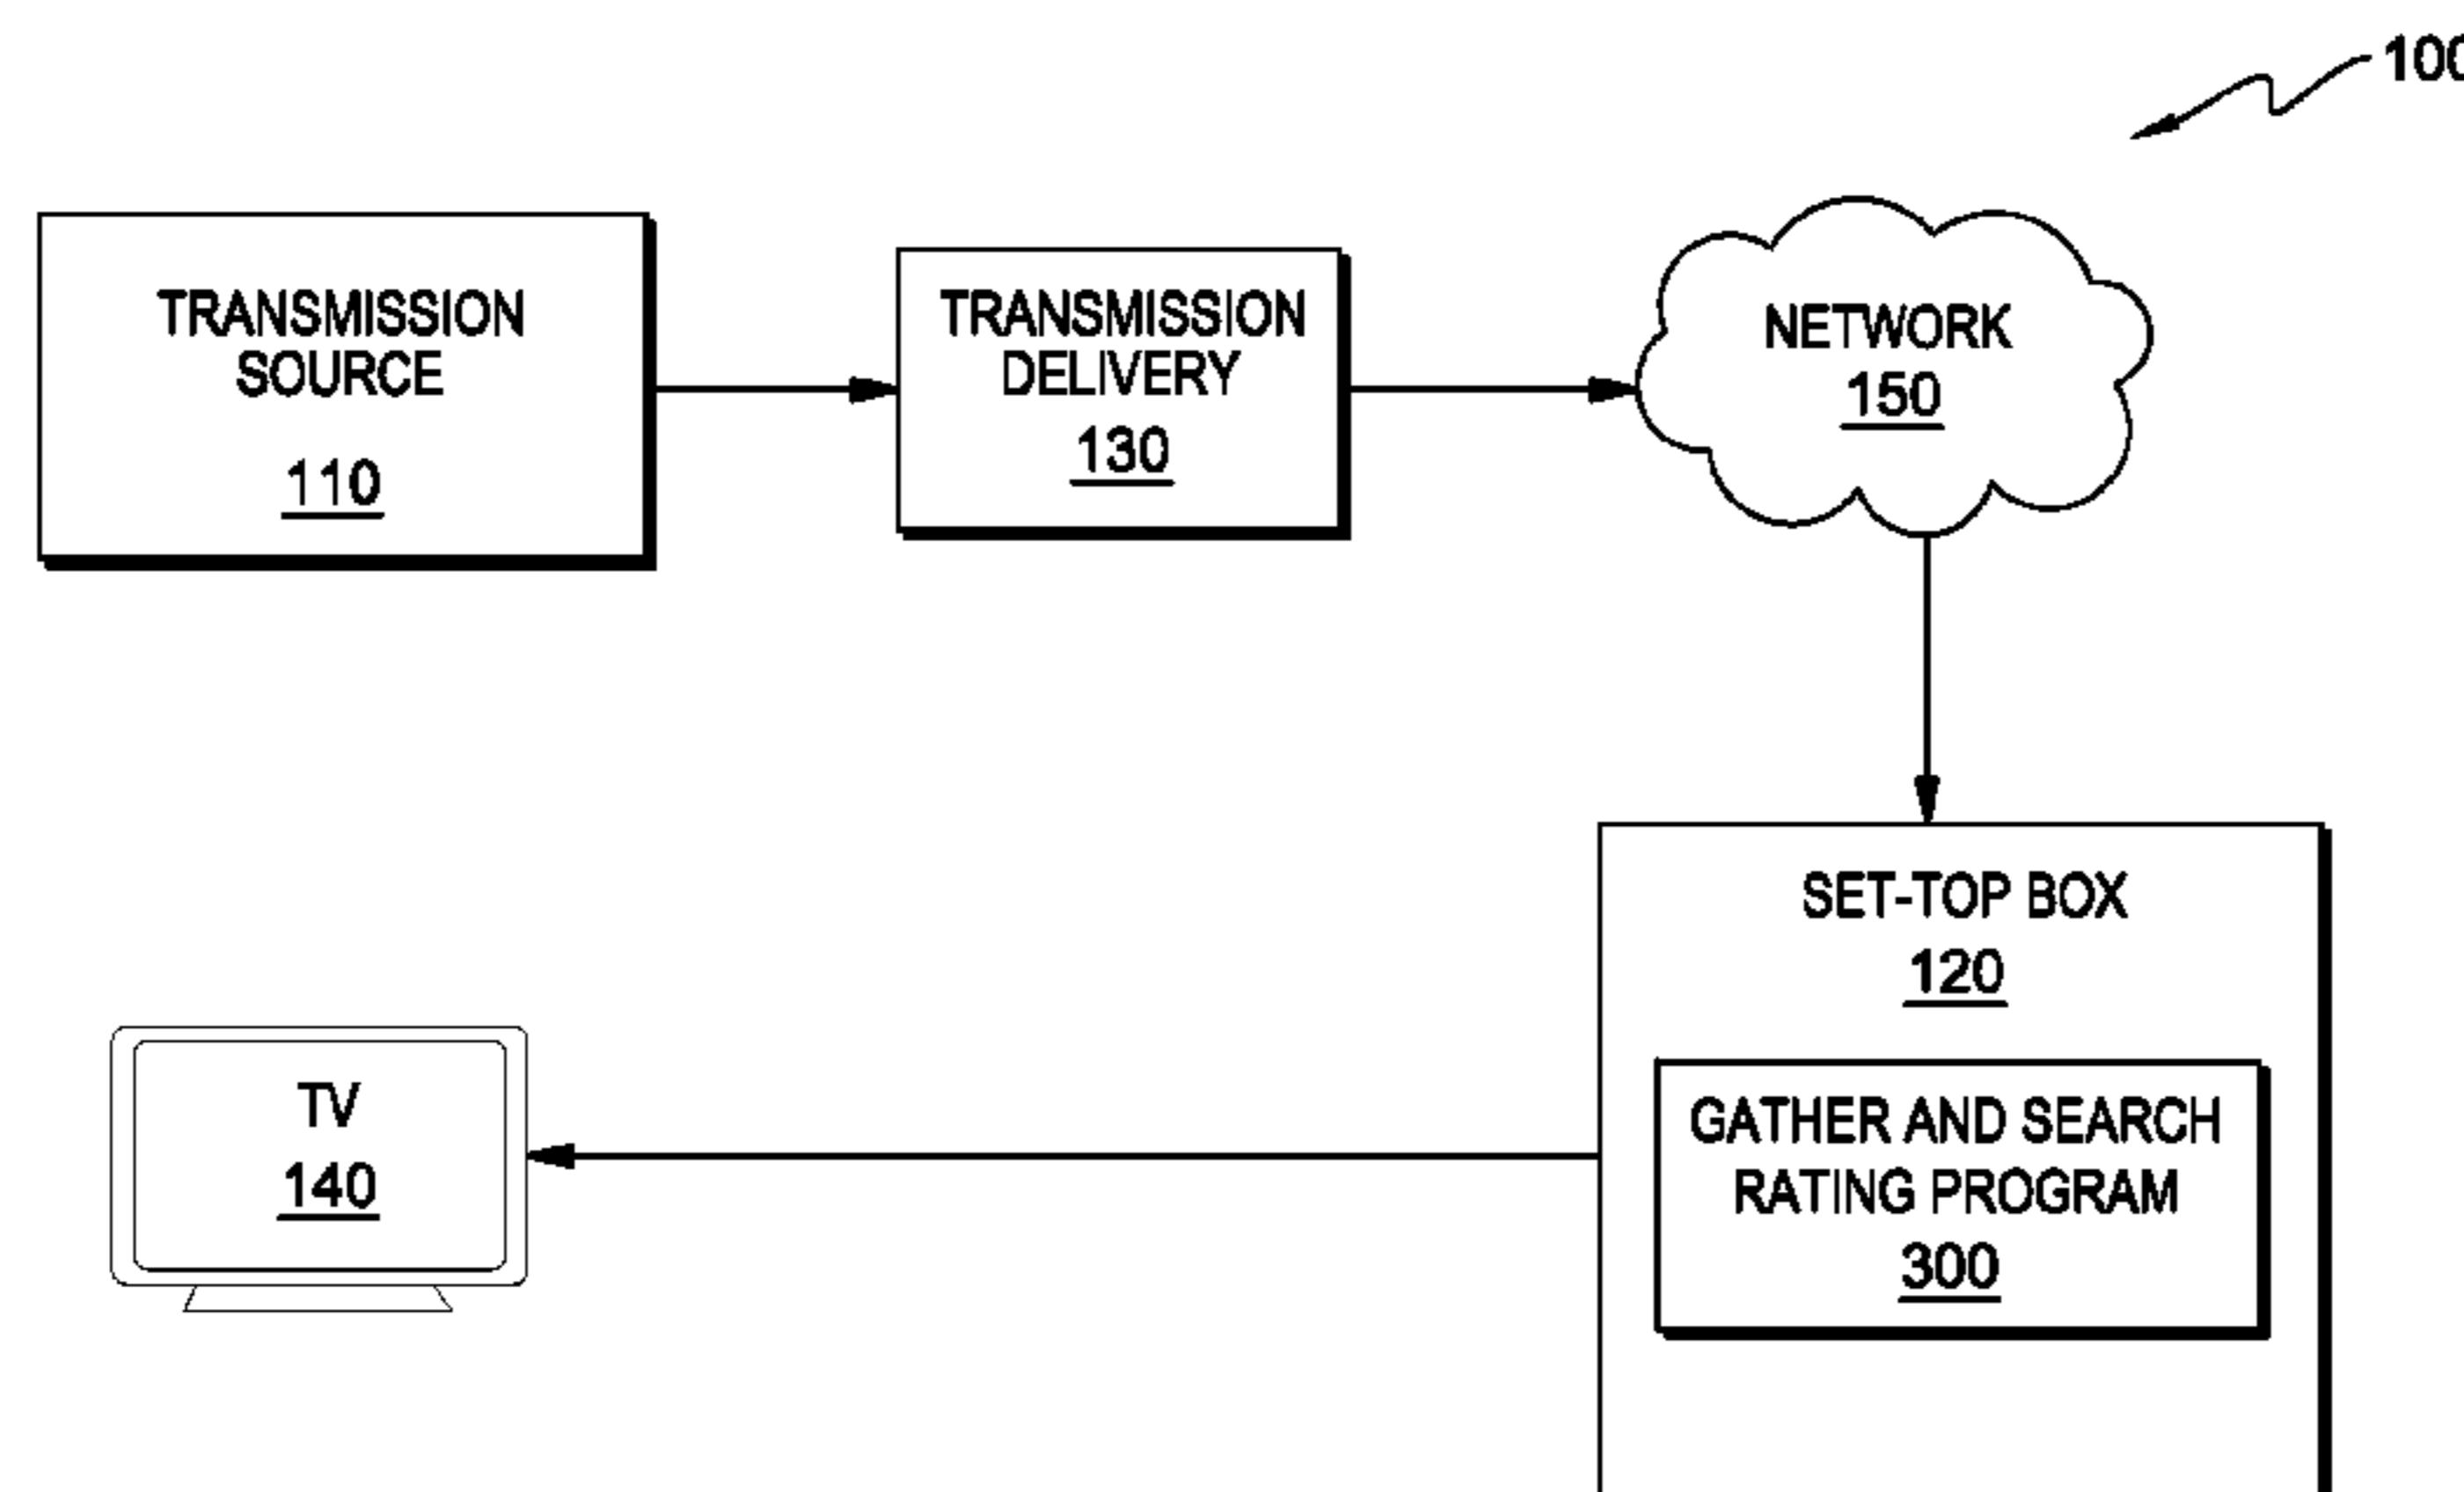 100
TRANSMISSION
SOURCE
110
TRANSMISSION
DELIVERY
130
NETWORK
150
SET-TOP BOX
120
GATHER AND SEARCH
RATING PROGRAM
300
TV
140